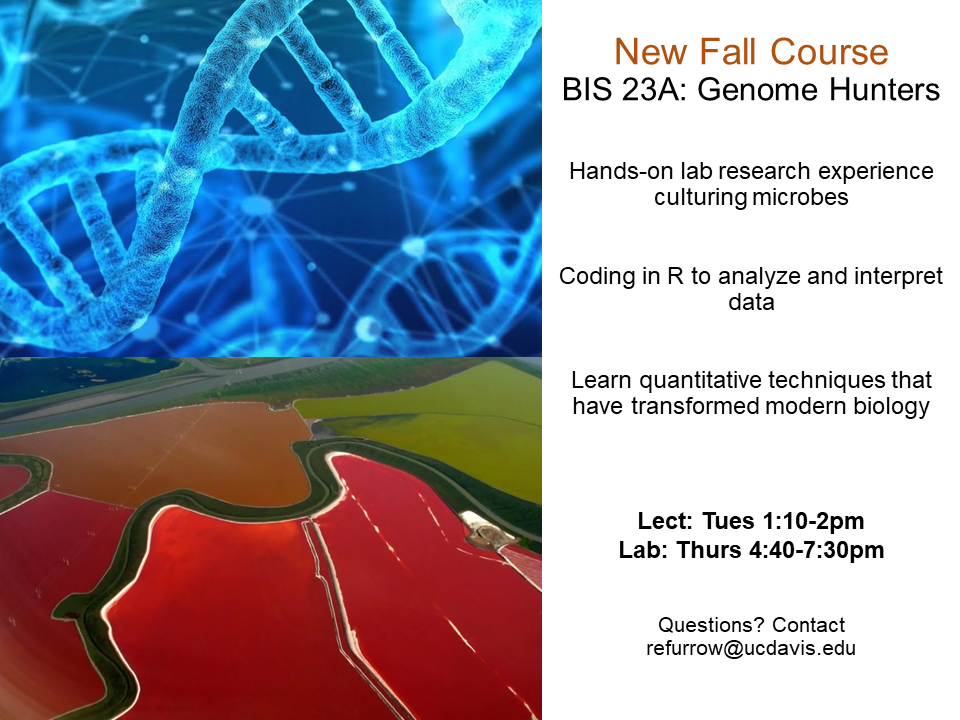 New Fall Course
BIS 23A: Genome Hunters
Hands-on lab research experience
culturing microbes
Coding in R to analyze and interpret
data
Learn quantitative techniques that
have transformed modern biology
Lect: Tues 1:10-2pm
Lab: Thurs 4:40-7:30pm
Questions? Contact
refurrow@ucdavis.edu